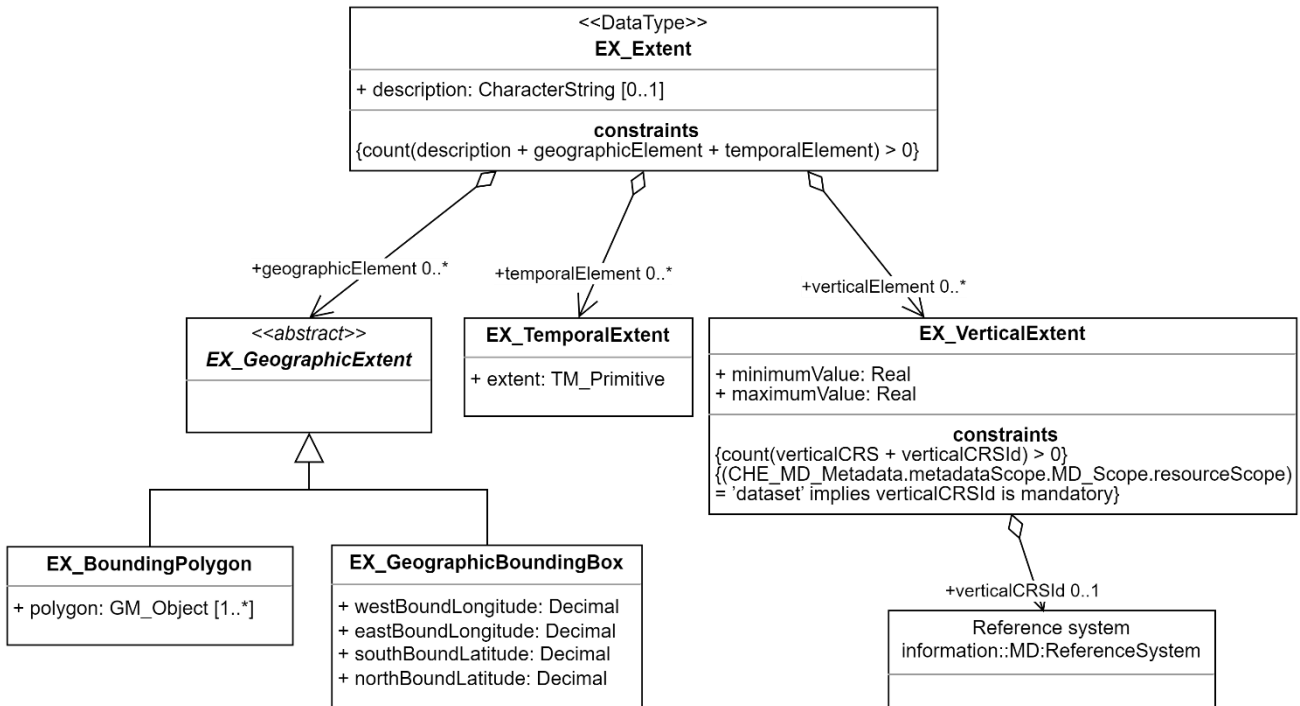 <<DataType>>
EX_Extent
+ description: CharacterString [0..1]
constraints
{count(description + geographicElement + temporalElement) > 0}
+geographicElement 0..*
+temporalElement 0..*
+verticalElement 0..*
<<abstract>>
EX_GeographicExtent
EX_TemporalExtent
+ extent: TM_Primitive
EX_VerticalExtent
+ minimumValue: Real
+ maximumValue: Real
constraints
{count(verticalCRS + verticalCRSId) > 0}
{(CHE_MD_Metadata.metadataScope.MD_Scope.resourceScope)
= ’dataset’ implies verticalCRSId is mandatory}
EX_BoundingPolygon
+ polygon: GM_Object [1..*]
EX_GeographicBoundingBox
+ westBoundLongitude: Decimal
+ eastBoundLongitude: Decimal
+ southBoundLatitude: Decimal
+ northBoundLatitude: Decimal
+verticalCRSId 0..1
Reference system
information::MD:ReferenceSystem